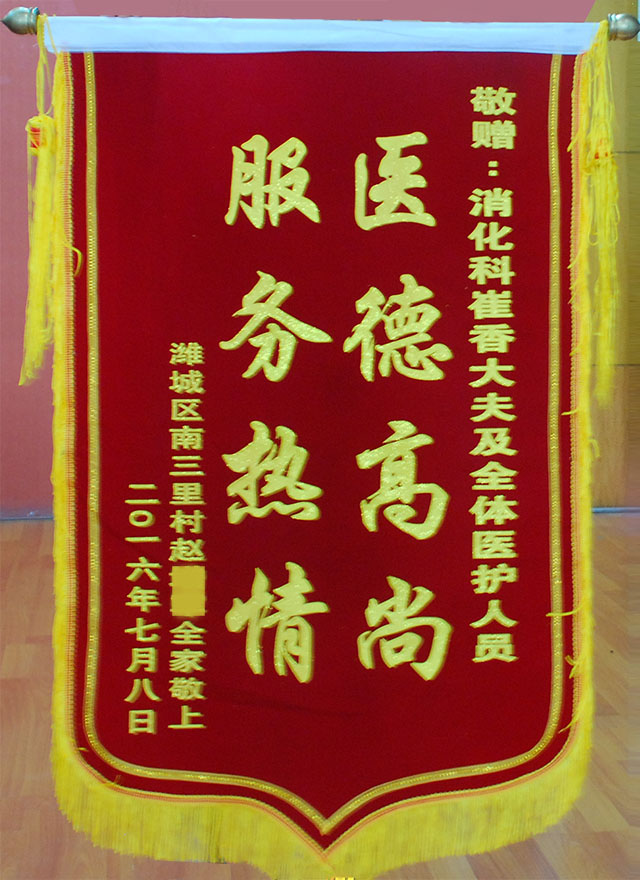 敬赠：消化科崔香大夫及全体医护人员
医德高尚
服务热情
潍城区南三里村赵全家敬上
二〇一六年七月八日